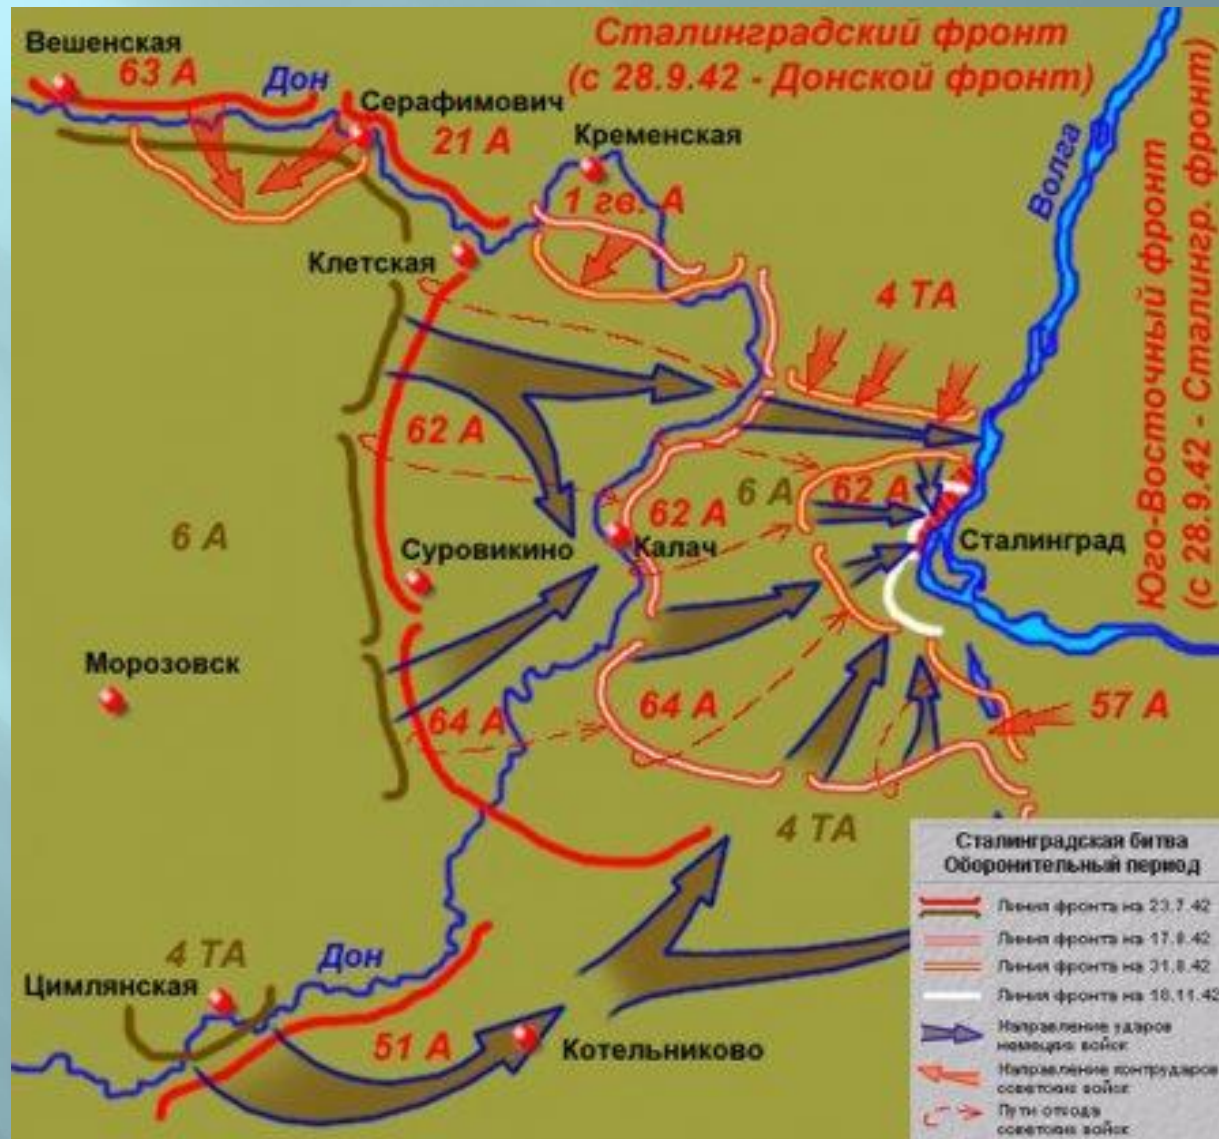 Вешенская
63 А
Дон
Сталинградский фронт
(с 28.9.42 - Донской фронт)
Серафимович
21 А
Кременская
1 гв. А
Волга
Юго-Восточный фронт
(с 28.9.42 - Сталингр. фронт)
Клетская
4 ТА
62 А
6 А
62 А
6 А
62 А
Суровикино
Калач
Сталинград
Морозовск
64 А
64 А
57 А
4 ТА
4 ТА
Дон
Цимлянская
51 А
Котельниково
Сталинградская битва
Оборонительный период
Линия фронта на 23.7.42
Линия фронта на 17.8.42
Линия фронта на 31.8.42
Линия фронта на 18.11.42
Направление ударов
немецких войск
Направление контрударов
советских войск
Пути отхода
советских войск